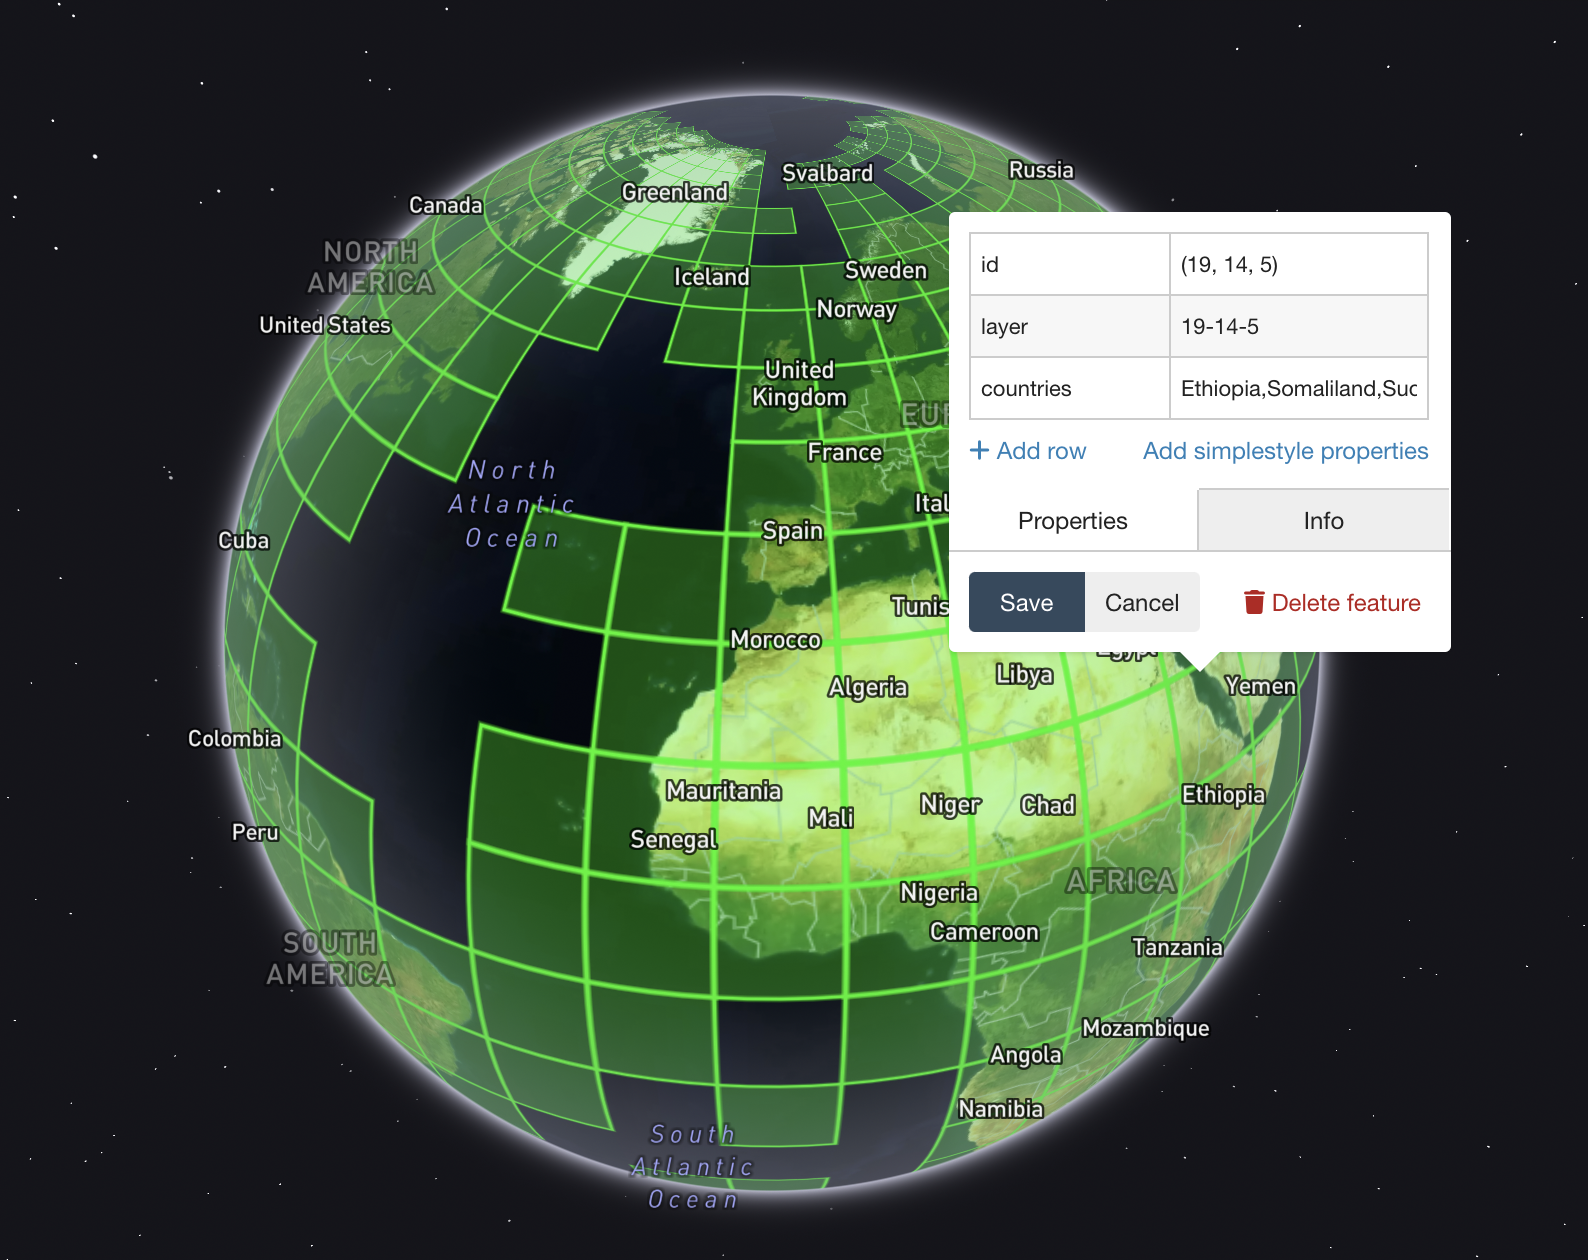 Svalbard
Russia
Greenland
Canada
NORTH
AMERICA
Iceland
Sweden
Norway
United States
United
Kingdom
EUR
France
North
Atlantic
Ocean
Ital
Spain
Cuba
Tunis
Morocco
Algeria
Libya
Egypt
Yemen
Colombia
Mauritania
Mali
Niger
Chad
Ethiopia
Peru
Senegal
AFRICA
Nigeria
Cameroon
Tanzania
SOUTH
AMERICA
Mozambique
Angola
Namibia
South
Atlantic
Ocean
id (19, 14, 5)
layer 19-14-5
countries Ethiopia,Somaliland,Suc
+ Add row Add simplestyle properties
Properties Info
Save Cancel Delete feature